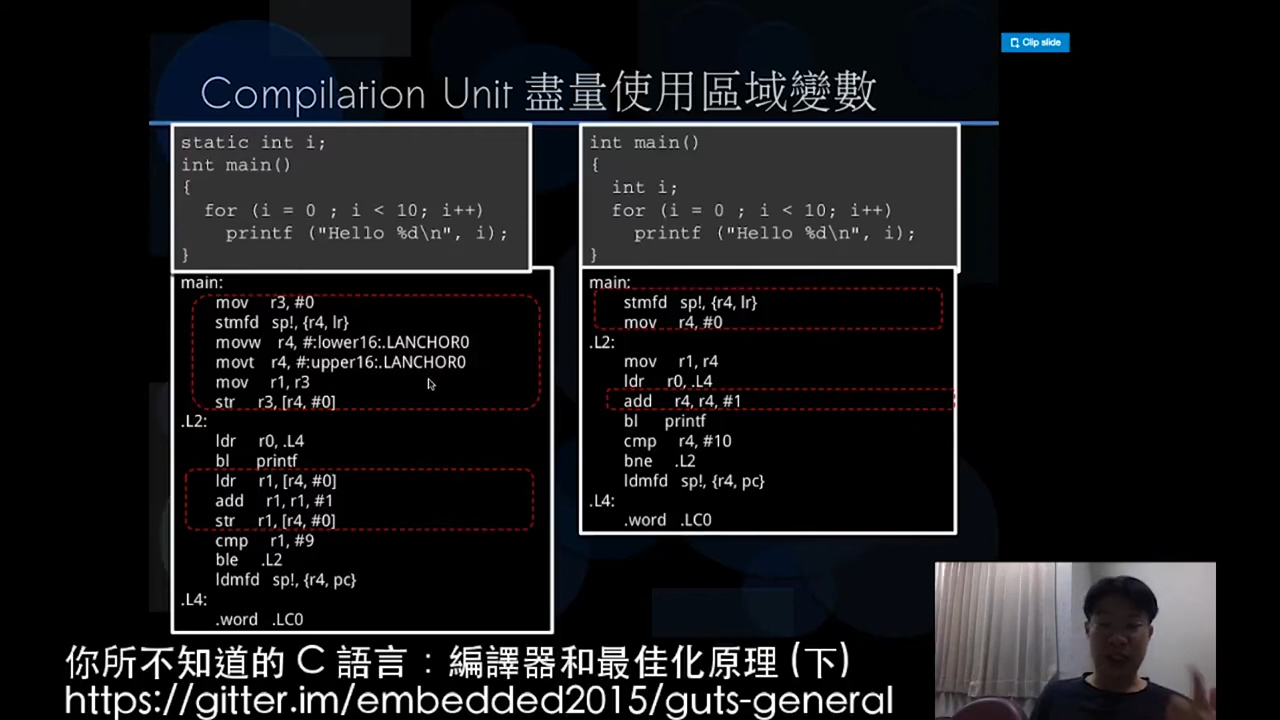 Clip slide
Compilation Unit 盡量使用區域變數
static int i;
int main()
{
for (i = 0 ; i < 10; i++)
printf ("Hello %d\n", i);
}
main:
mov r3, #0
stmfd sp!, {r4, lr}
movw r4, #:lower16:.LANCHOR0
movt r4, #:upper16:.LANCHOR0
mov r1, r3
str r3, [r4, #0]
.L2:
ldr r0, .L4
bl printf
ldr r1, [r4, #0]
add r1, r1, #1
str r1, [r4, #0]
cmp r1, #9
ble .L2
ldmfd sp!, {r4, pc}
.L4:
.word .LC0
int main()
{
int i;
for (i = 0 ; i < 10; i++)
printf ("Hello %d\n", i);
}
main:
stmfd sp!, {r4, lr}
mov r4, #0
.L2:
mov r1, r4
ldr r0, .L4
add r4, r4, #1
bl printf
cmp r4, #10
bne .L2
ldmfd sp!, {r4, pc}
.L4:
.word .LC0
你所不知道的 C 語言：編譯器和最佳化原理 (下)
https://gitter.im/embedded2015/guts-general